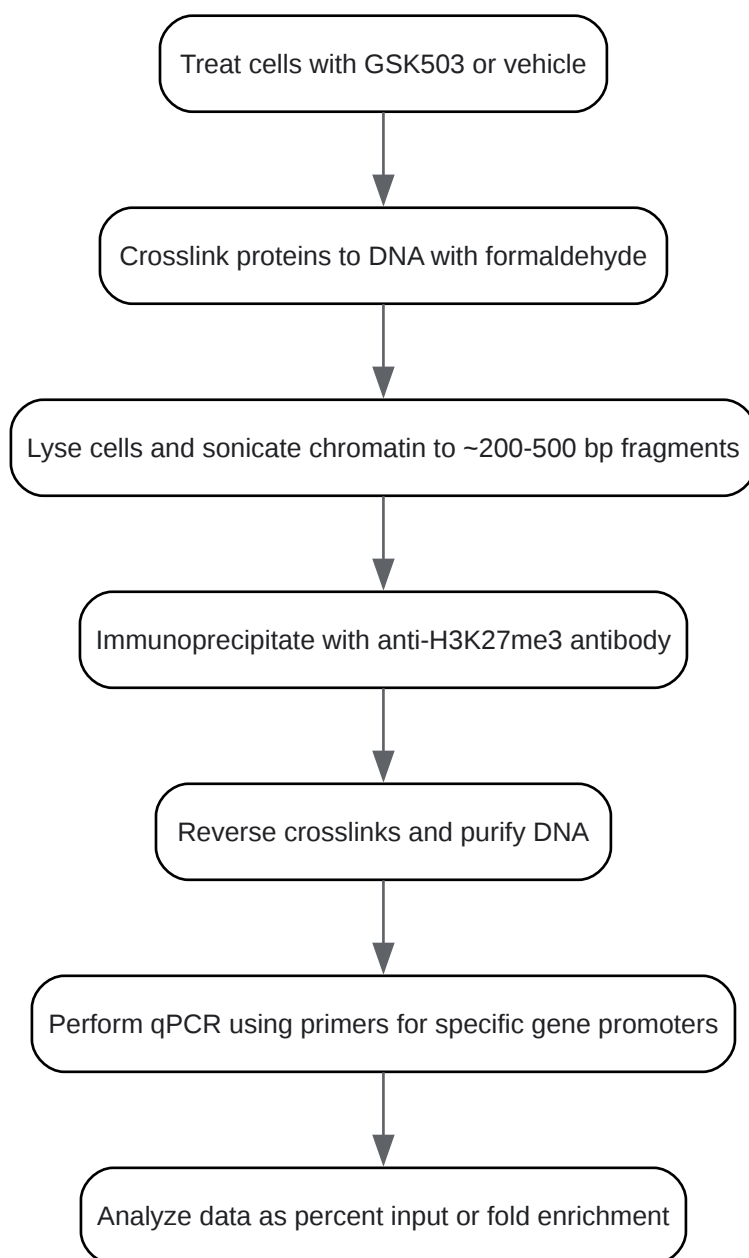 Treat cells with GSK503 or vehicle
Crosslink proteins to DNA with formaldehyde
Lyse cells and sonicate chromatin to ~200-500 bp fragments
Immunoprecipitate with anti-H3K27me3 antibody
Reverse crosslinks and purify DNA
Perform qPCR using primers for specific gene promoters
Analyze data as percent input or fold enrichment